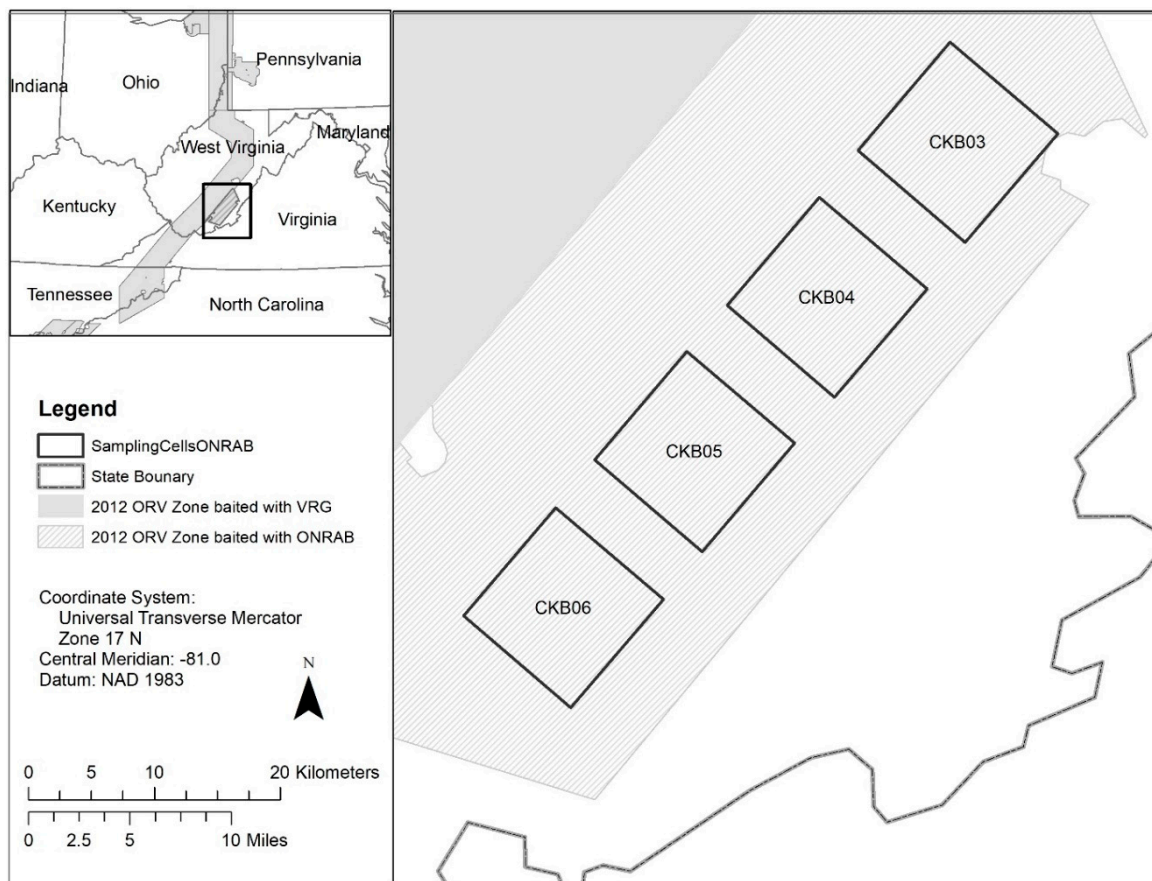 Pennsylvania
Indiana
Ohio
Maryland
West Virginia
Kentucky
Virginia
Tennessee
North Carolina
Legend
SamplingCellsONRAB
State Bounary
2012 ORV Zone baited with VRG
2012 ORV Zone baited with ONRAB
Coordinate System:
Universal Transverse Mercator
Zone 17 N
Central Meridian: -81.0
Datum: NAD 1983
N
0 5 10 20 Kilometers
0 2.5 5 10 Miles
CKB03
CKB04
CKB05
CKB06